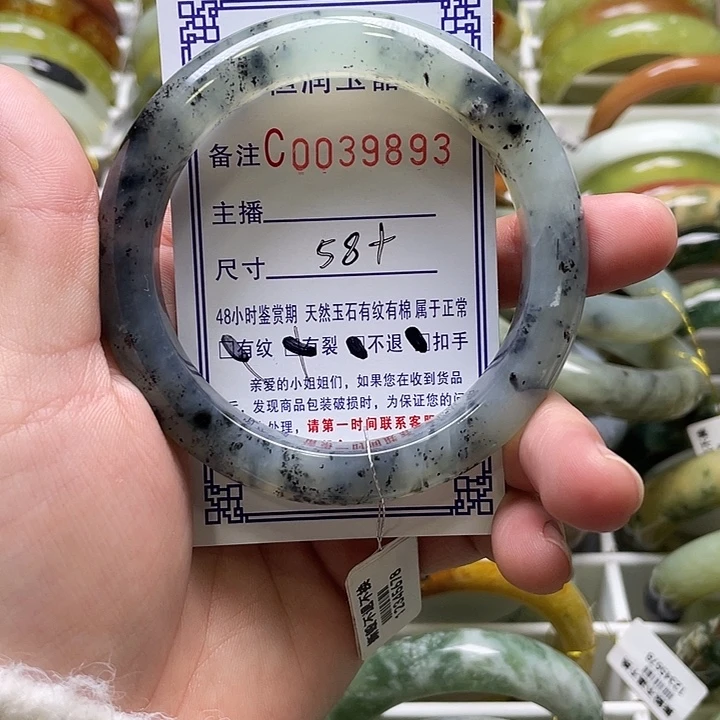 恒润玉器
备注C0039893
主播
尺寸 58+
48小时鉴赏期 天然玉石有纹有棉 属于正常
有纹 有裂 不退 扣手
亲爱的小姐姐们，如果您在收到货品
发现商品包装破损时，为保证您的
处理，请第一时间联系客服
12345678